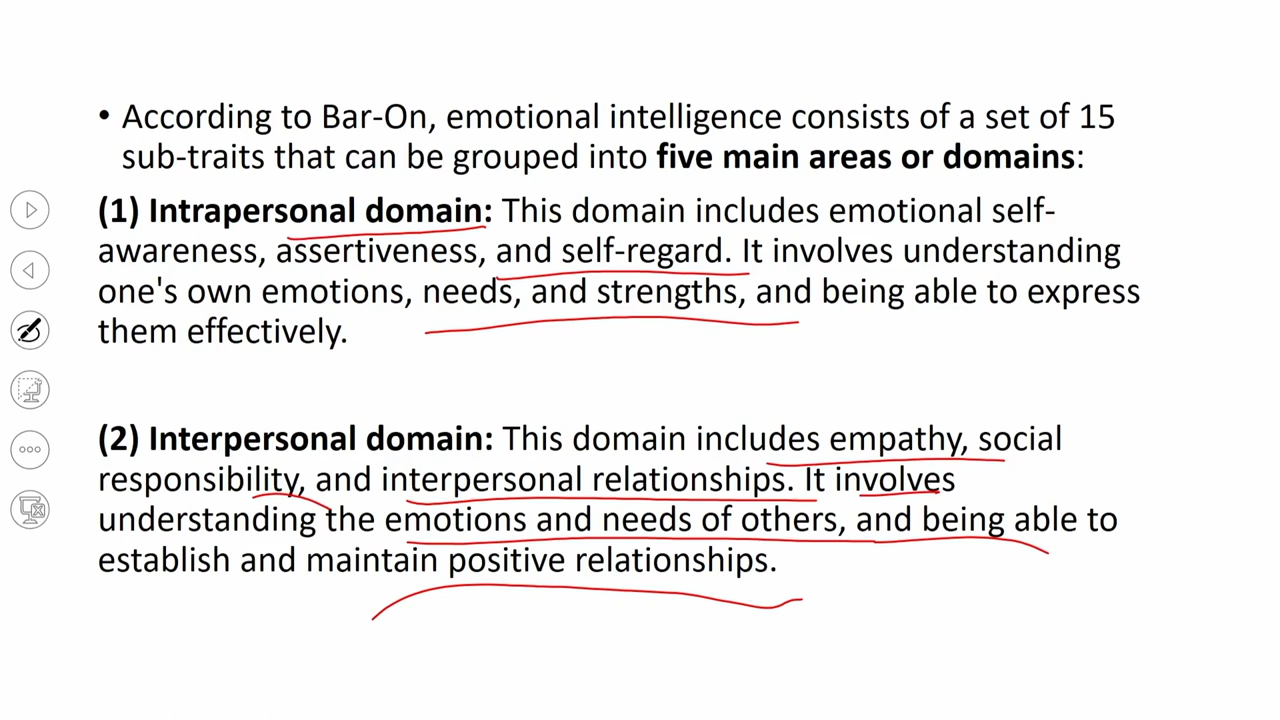 • According to Bar-On, emotional intelligence consists of a set of 15
sub-traits that can be grouped into five main areas or domains:
(1) Intrapersonal domain: This domain includes emotional self-
awareness, assertiveness, and self-regard. It involves understanding
one's own emotions, needs, and strengths, and being able to express
them effectively.
(2) Interpersonal domain: This domain includes empathy, social
responsibility, and interpersonal relationships. It involves
understanding the emotions and needs of others, and being able to
establish and maintain positive relationships.